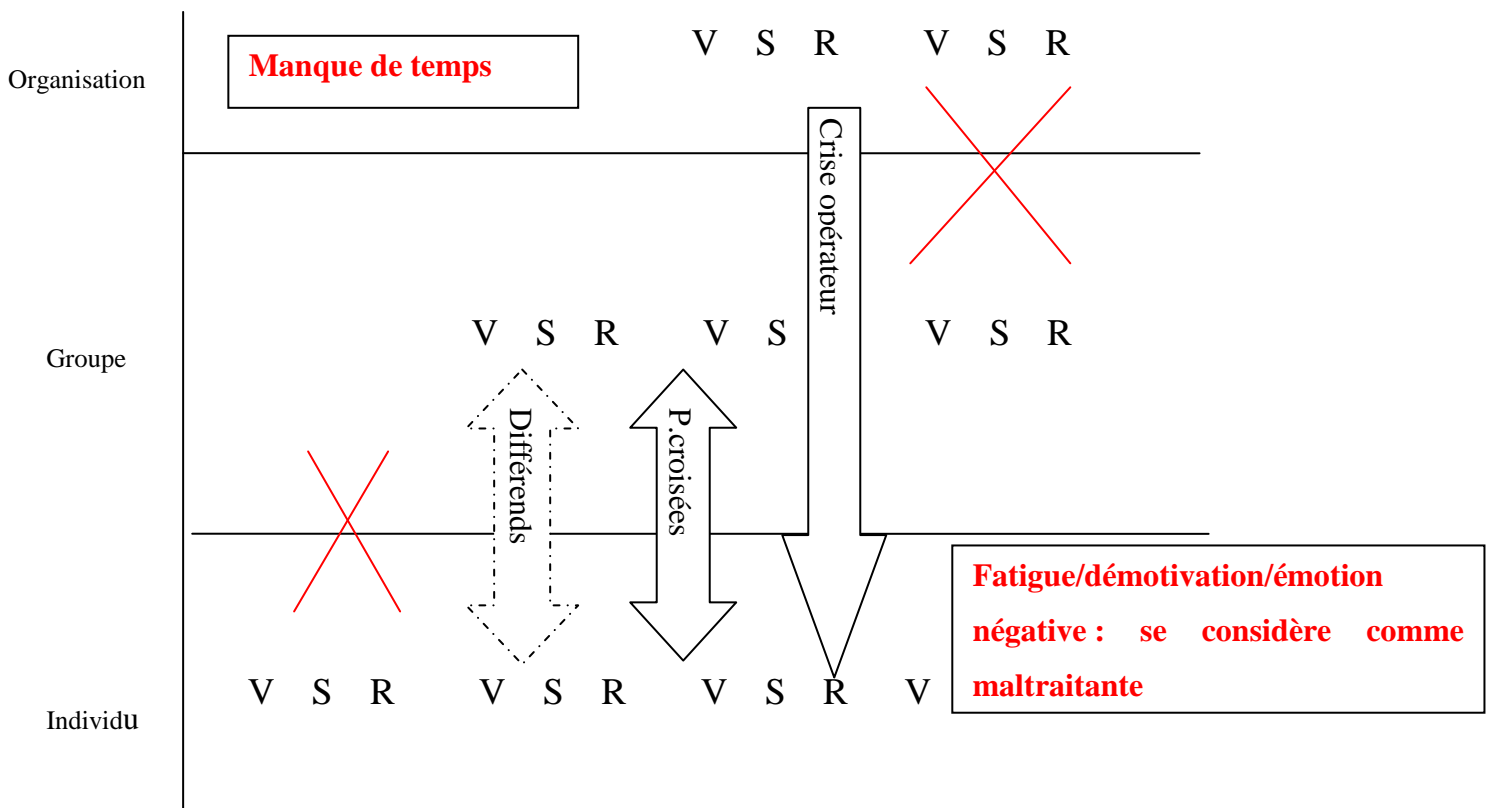 V S R V S R
Manque de temps
Organisation
Crise opérateur
V S R V S V S R
Groupe
Différends
P.croisées
Fatigue/démotivation/émotion
négative : se considère comme
maltraitante
V S R V S R V S R V
Individu